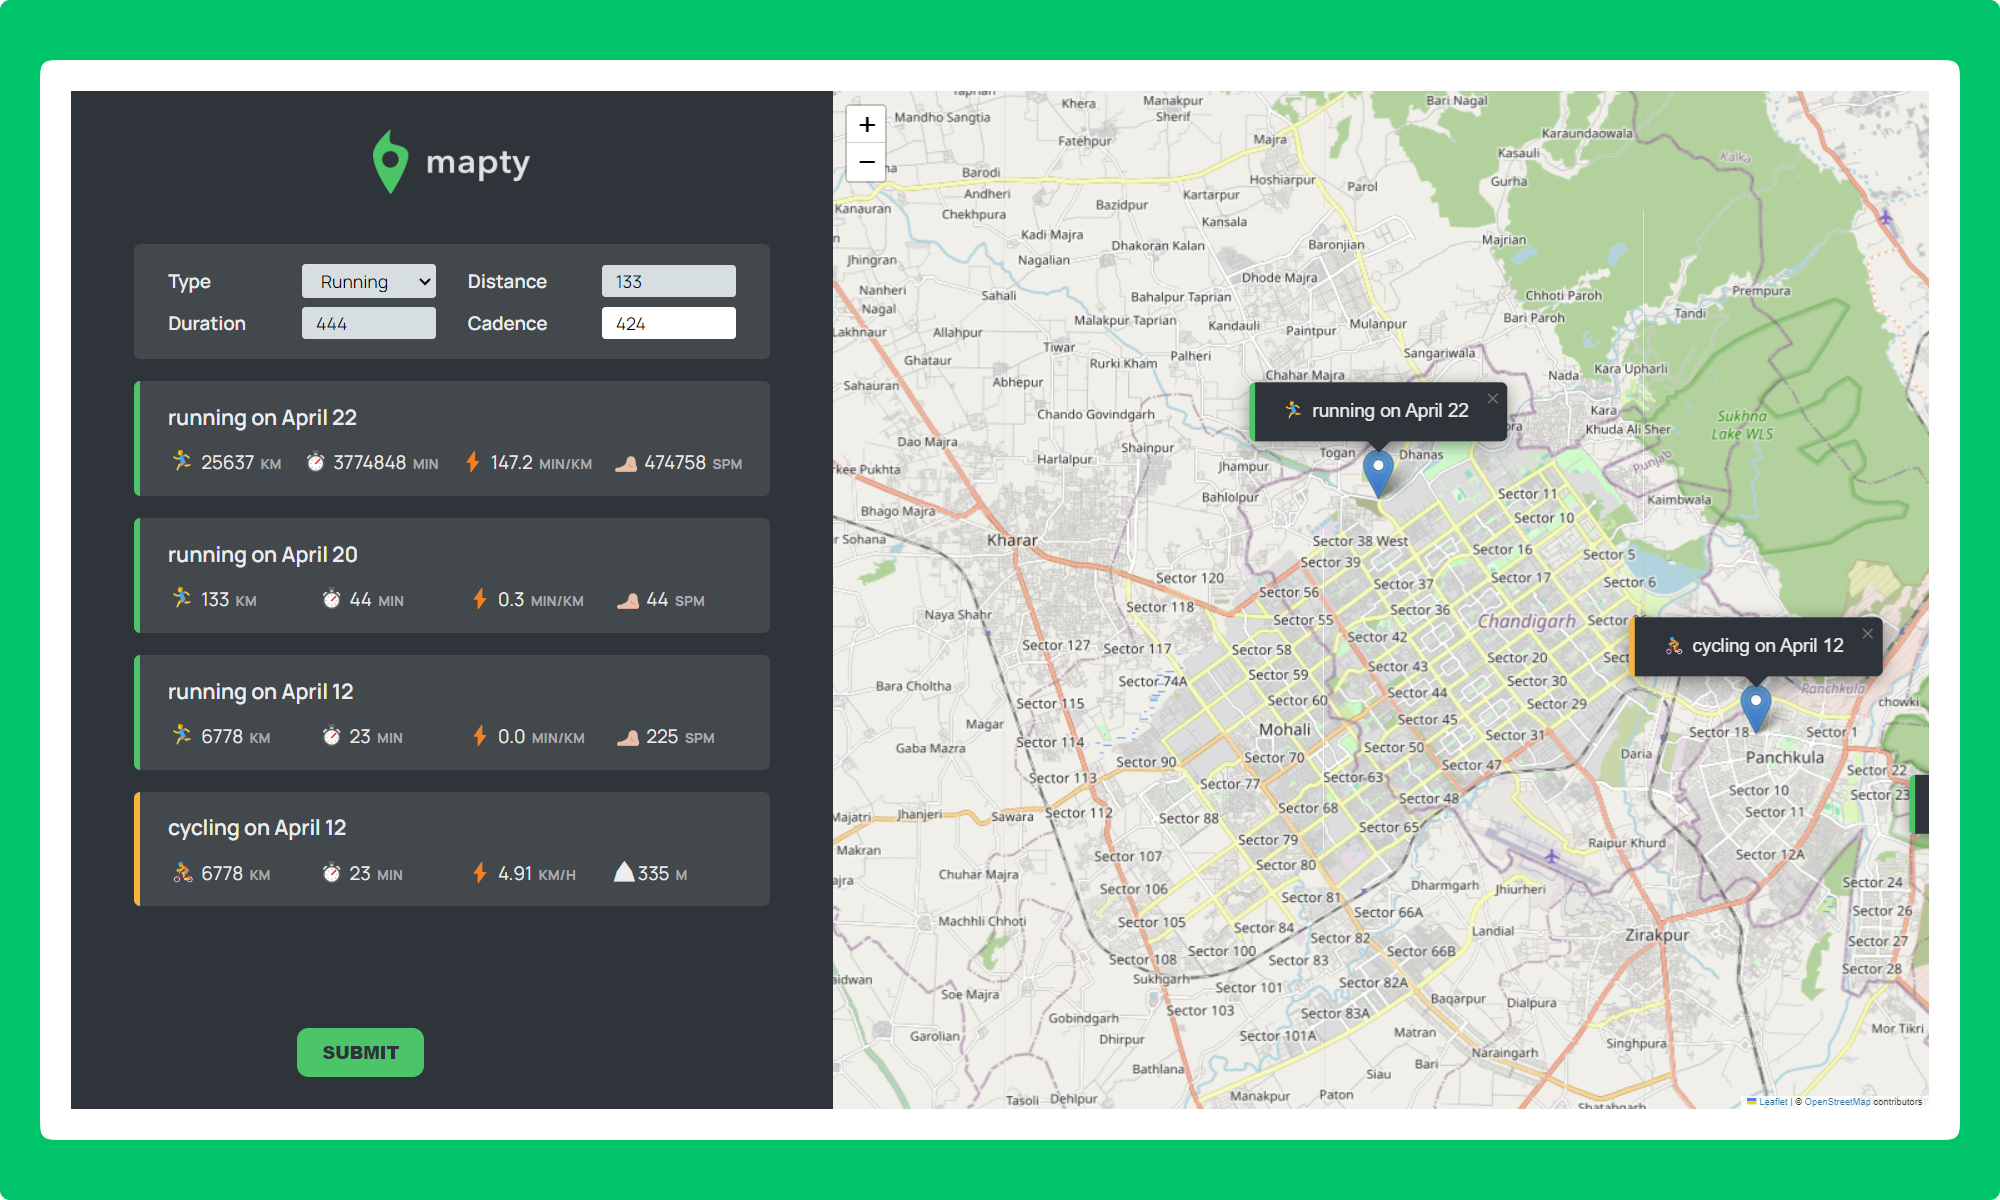 mapty
Type Running Distance 133
Duration 444 Cadence 424
running on April 22
25637 KM 3774848 MIN 147.2 MIN/KM 474758 SPM
running on April 20
133 KM 44 MIN 0.3 MIN/KM 44 SPM
running on April 12
6778 KM 23 MIN 0.0 MIN/KM 225 SPM
cycling on April 12
6778 KM 23 MIN 4.91 KM/H 335 M
SUBMIT
+
−
Khera
Manakpur Sherif
Bari Nagal
Mandho Sangtia
Fatehpur
Majra
Karaundaowala
Kasauli
Kalka
Barodi
Hoshiarpur
Parol
Gurha
Andheri
Kartarpur
Kanauran
Chekhpura
Bazidpur
Kansala
Kadi Majra
Dhakoran Kalan
Baronjian
Majrian
Jhingran
Nagalian
Dhode Majra
Nanheri
Nagal
Sahali
Bahalpur Taprian
Chhoti Paroh
Prempura
Lakhnaur
Allahpur
Malakpur Taprian
Kandauli
Paintpur
Mulanpur
Bari Paroh
Tandi
Tiwar
Ghataur
Rurki Kham
Palheri
Sangariwala
Sahauran
Abhepur
Chahar Majra
Nada
Kara Upharli
running on April 22
×
Chando Govindgarh
Kara
Khuda Ali Sher
Sukhna
Lake WLS
Dao Majra
Shainpur
Togan
Dhanas
Punjab
rkee Pukhta
Harlalpur
Jhampur
Bahlolpur
Sector 11
Kaimbwala
Bhago Majra
Sector 10
r Sohana
Kharar
Sector 38 West
Sector 39
Sector 16
Sector 5
Sector 120
Sector 56
Sector 37
Sector 17
Sector 6
Naya Shahr
Sector 118
Sector 55
Sector 36
Chandigarh
Sector 127
Sector 117
Sector 58
Sector 42
Sector 20
cycling on April 12
×
Bara Choltha
Sector 74A
Sector 59
Sector 43
Sector 30
Ranchkula
Sector 115
Sector 60
Sector 44
Sector 29
chowki
Magar
Mohali
Sector 45
Sector 31
Sector 18
Sector 1
Gaba Mazra
Sector 114
Sector 90
Sector 70
Sector 50
Sector 47
Daria
Panchkula
Sector 113
Sector 77
Sector 63
Sector 22
Sector 10
Sector 23
Majatri
Jhanjeri
Sawara
Sector 112
Sector 88
Sector 68
Sector 48
Sector 11
Makran
Sector 79
Sector 65
Raipur Khurd
Sector 107
Sector 80
Sector 12A
Chuhar Majra
Sector 106
Sector 81
Dharmgarh
Jhiurheri
Sector 24
Machhli Chhoti
Sector 105
Sector 84
Sector 66A
Landial
Zirakpur
Sector 26
Sector 108
Sector 100
Sector 82
Sector 83
Sector 66B
Sector 27
aidwan
Sukhgarh
Sector 101
Sector 82A
Sector 28
Soe Majra
Sector 103
Sector 83A
Baqarpur
Dialpura
Garolian
Gobindgarh
Dhirpur
Sector 101A
Matran
Singhpura
Mor Tikri
Bathlana
Siau
Bari
Naraingarh
Tasoli
Dehlpur
Manakpur
Paton
Shatabgarh
Leaflet | © OpenStreetMap contributors